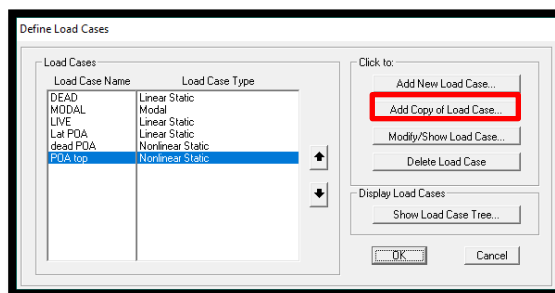 Define Load Cases
Load Cases
Load Case Name Load Case Type
DEAD Linear Static
MODAL Modal
LIVE Linear Static
Lat POA Linear Static
dead POA Nonlinear Static
POA top Nonlinear Static
Click to:
Add New Load Case...
Add Copy of Load Case...
Modify/Show Load Case...
Delete Load Case
Display Load Cases
Show Load Case Tree...
OK Cancel